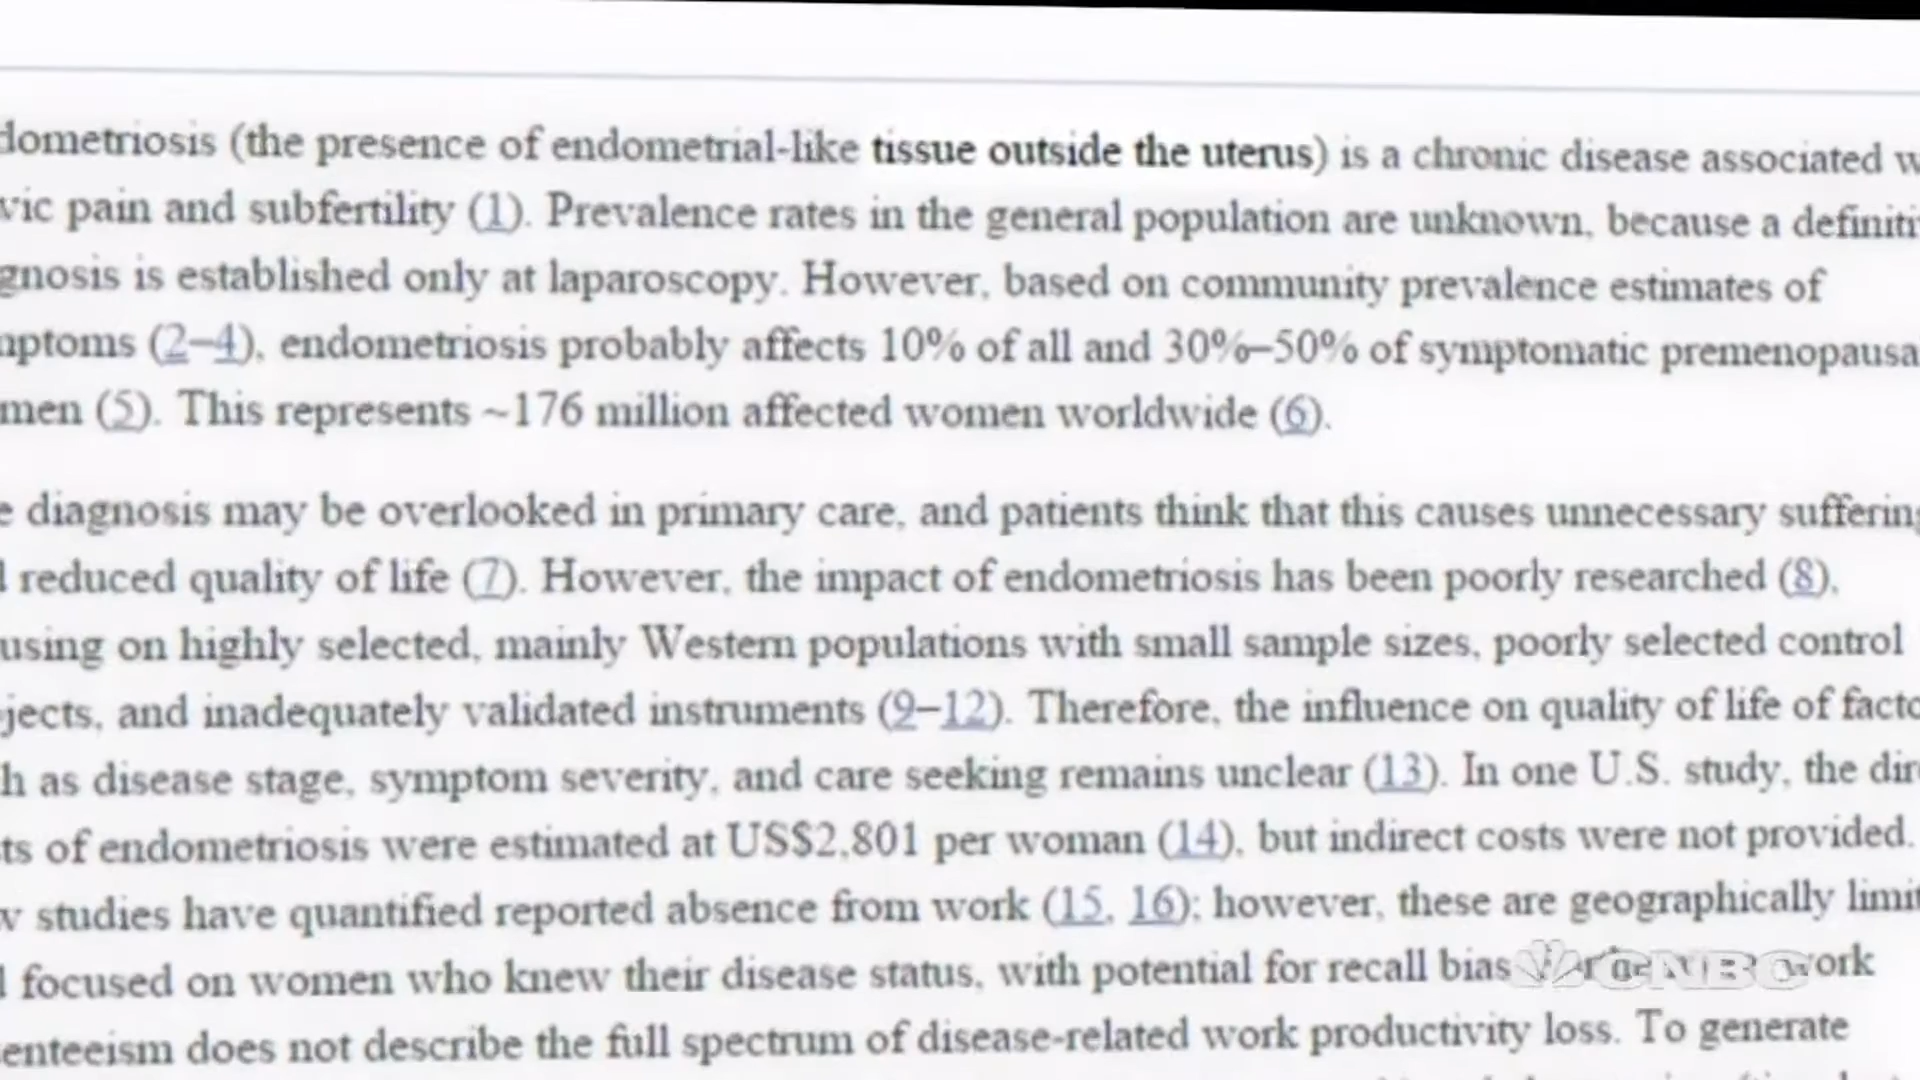 dometriosis (the presence of endometrial-like tissue outside the uterus) is a chronic disease associated w
vic pain and subfertility (1). Prevalence rates in the general population are unknown, because a definiti
gnosis is established only at laparoscopy. However, based on community prevalence estimates of
nptoms (2–4), endometriosis probably affects 10% of all and 30%–50% of symptomatic premenopausa
men (5). This represents ~176 million affected women worldwide (6).
e diagnosis may be overlooked in primary care, and patients think that this causes unnecessary suffering
l reduced quality of life (7). However, the impact of endometriosis has been poorly researched (8),
using on highly selected, mainly Western populations with small sample sizes, poorly selected control
jects, and inadequately validated instruments (9–12). Therefore, the influence on quality of life of facto
h as disease stage, symptom severity, and care seeking remains unclear (13). In one U.S. study, the dire
ts of endometriosis were estimated at US$2,801 per woman (14), but indirect costs were not provided.
v studies have quantified reported absence from work (15, 16); however, these are geographically limit
l focused on women who knew their disease status, with potential for recall bias work
CNBC
enteeism does not describe the full spectrum of disease-related work productivity loss. To generate